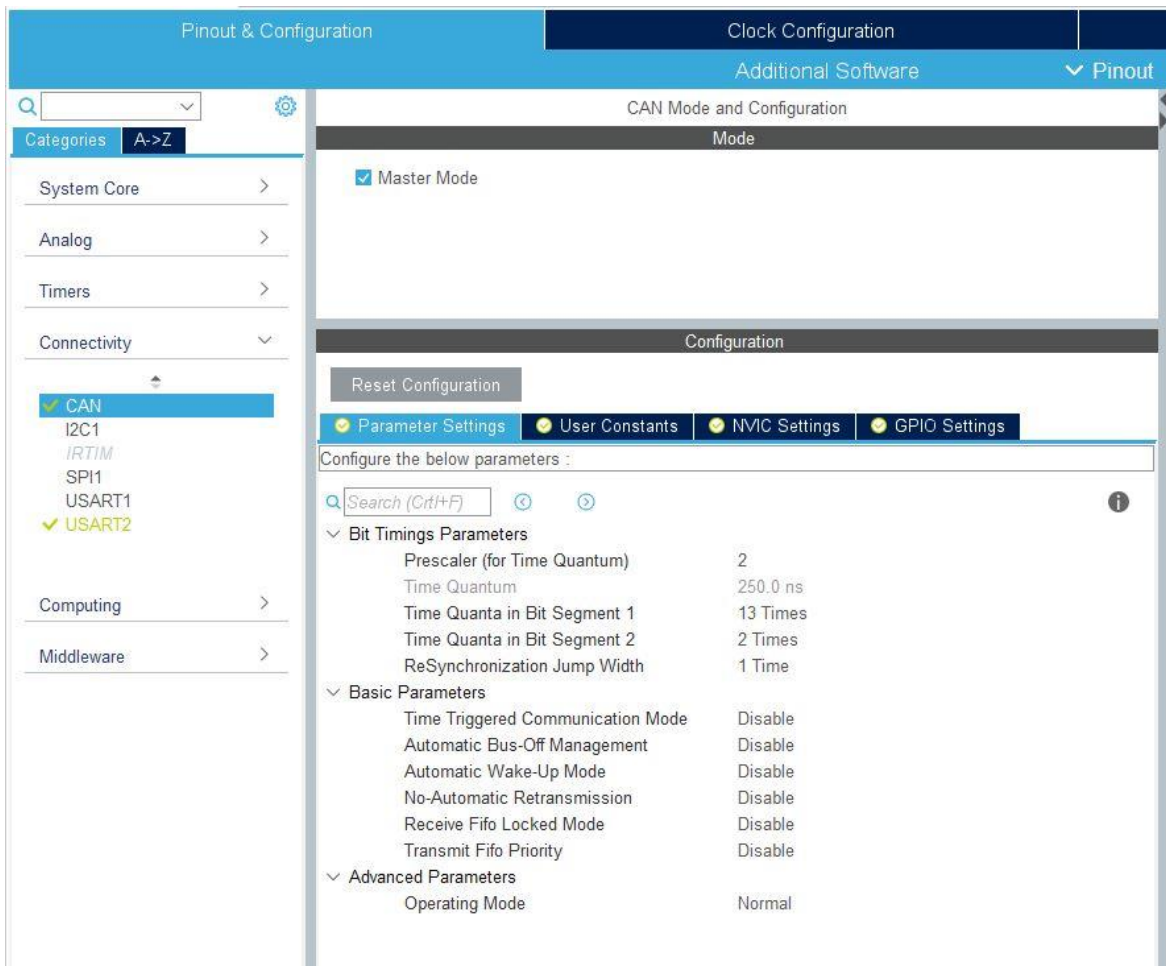 Pinout & Configuration
Clock Configuration
Additional Software
Pinout
Categories
A->Z
System Core
Analog
Timers
Connectivity
CAN
I2C1
IRTIM
SPI1
USART1
USART2
Computing
Middleware
CAN Mode and Configuration
Mode
Master Mode
Configuration
Reset Configuration
Parameter Settings
User Constants
NVIC Settings
GPIO Settings
Configure the below parameters :
Search (Crtl+F)
Bit Timings Parameters
Prescaler (for Time Quantum) 2
Time Quantum 250.0 ns
Time Quanta in Bit Segment 1 13 Times
Time Quanta in Bit Segment 2 2 Times
ReSynchronization Jump Width 1 Time
Basic Parameters
Time Triggered Communication Mode Disable
Automatic Bus-Off Management Disable
Automatic Wake-Up Mode Disable
No-Automatic Retransmission Disable
Receive Fifo Locked Mode Disable
Transmit Fifo Priority Disable
Advanced Parameters
Operating Mode Normal